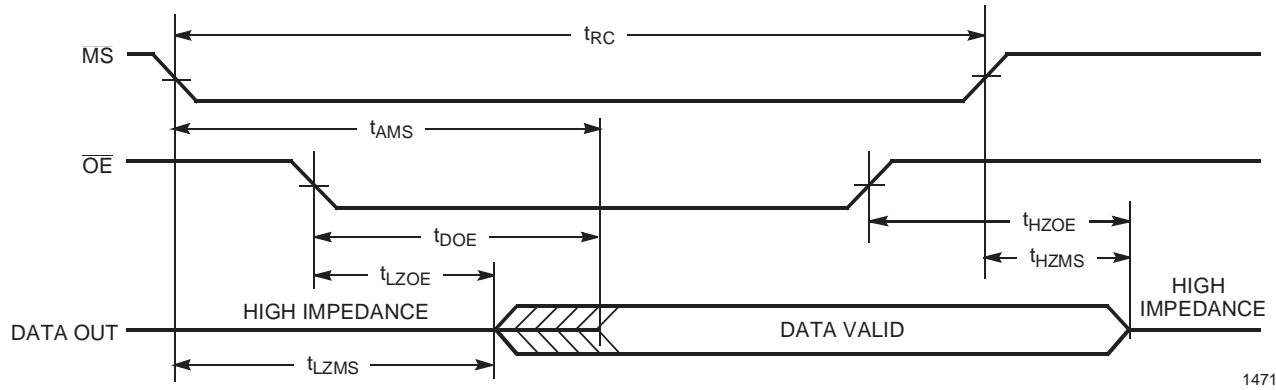 tRC
MS
tAMS
OE
tDOE
tHZOE
tLZOE
tHZMS
HIGH IMPEDANCE
HIGH
IMPEDANCE
DATA OUT
DATA VALID
tLZMS
1471